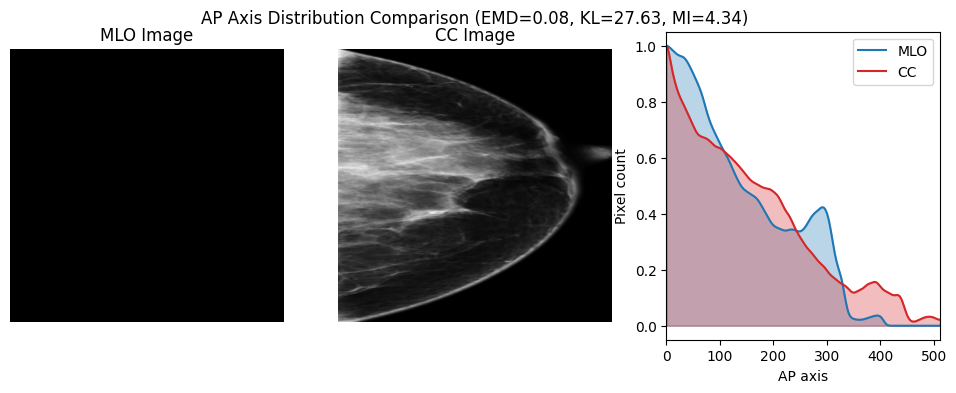 AP Axis Distribution Comparison (EMD=0.08, KL=27.63, MI=4.34)
MLO Image
CC Image
MLO
CC
Pixel count
1.0
0.8
0.6
0.4
0.2
0.0
0 100 200 300 400 500
AP axis